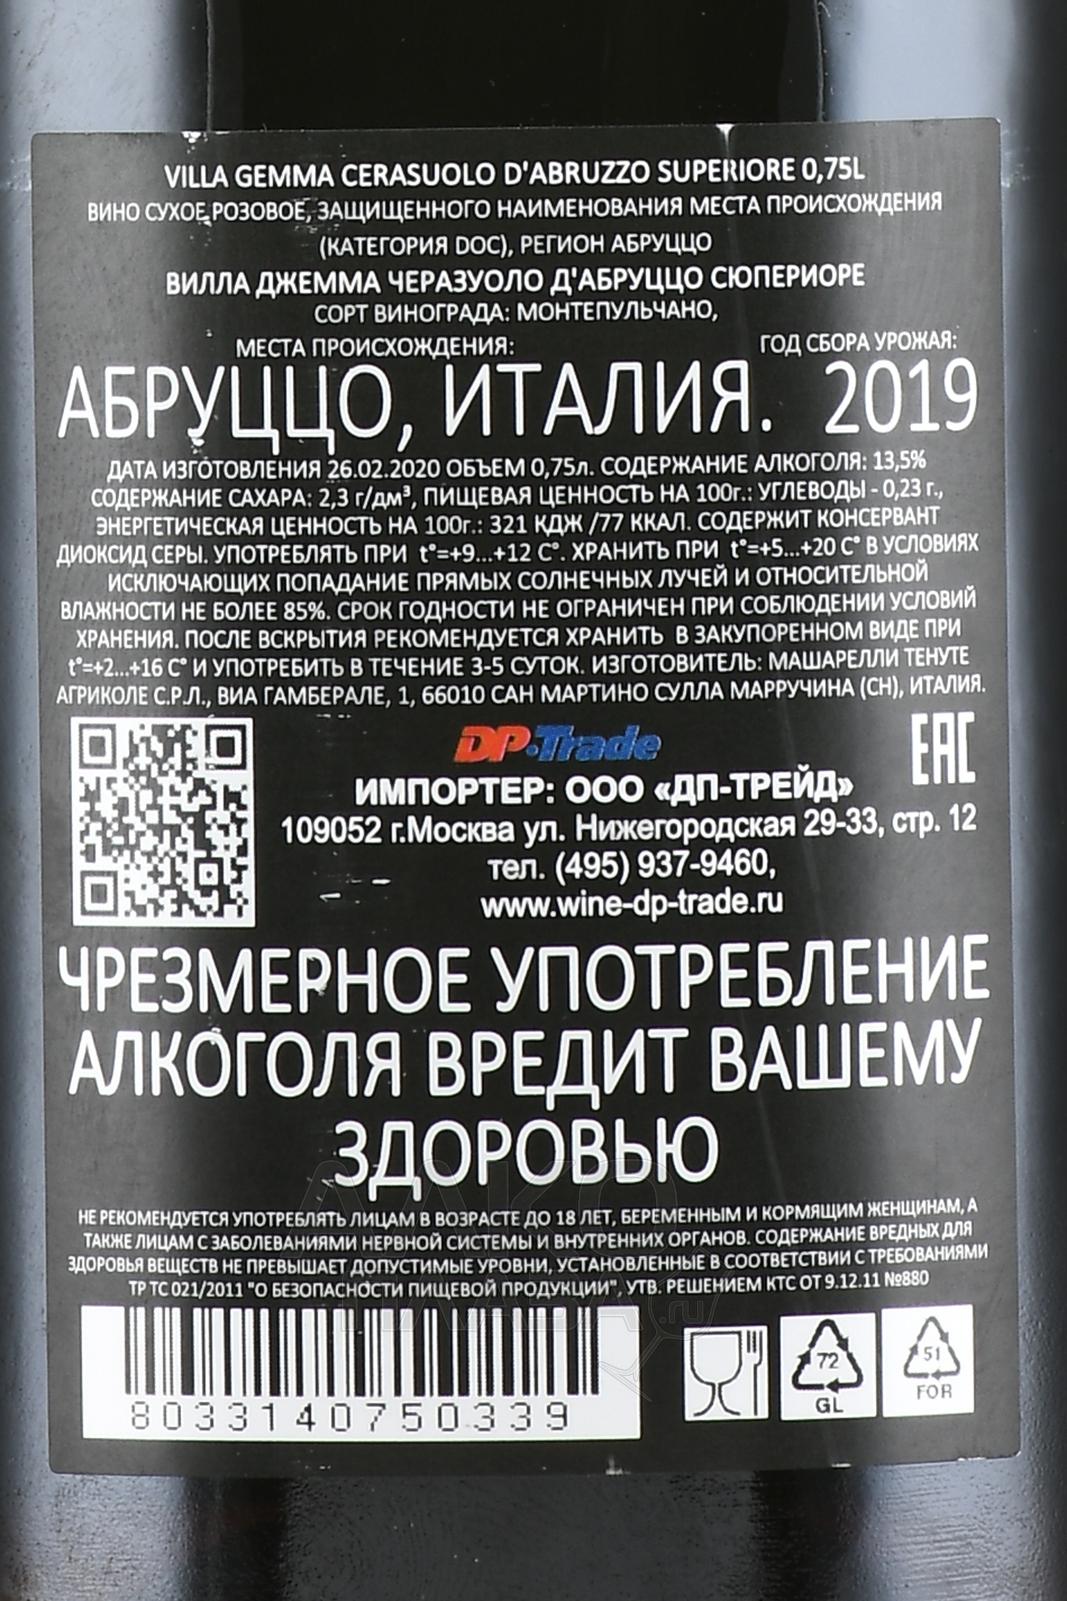 VILLA GEMMA CERASUOLO D'ABRUZZO SUPERIORE 0,75L
ВИНО СУХОЕ РОЗОВОЕ, ЗАЩИЩЕННОГО НАИМЕНОВАНИЯ МЕСТА ПРОИСХОЖДЕНИЯ
(КАТЕГОРИЯ DOC), РЕГИОН АБРУЦЦО
ВИЛЛА ДЖЕММА ЧЕРАЗУОЛО Д'АБРУЦЦО СЮПЕРИОРЕ
СОРТ ВИНОГРАДА: МОНТЕПУЛЬЧАНО,
МЕСТА ПРОИСХОЖДЕНИЯ: ГОД СБОРА УРОЖАЯ:
АБРУЦЦО, ИТАЛИЯ. 2019
ДАТА ИЗГОТОВЛЕНИЯ 26.02.2020 ОБЪЕМ 0,75л. СОДЕРЖАНИЕ АЛКОГОЛЯ: 13,5%
СОДЕРЖАНИЕ САХАРА: 2,3 г/дм³, ПИЩЕВАЯ ЦЕННОСТЬ НА 100г.: УГЛЕВОДЫ - 0,23 г.,
ЭНЕРГЕТИЧЕСКАЯ ЦЕННОСТЬ НА 100г.: 321 КДЖ /77 ККАЛ. СОДЕРЖИТ КОНСЕРВАНТ
ДИОКСИД СЕРЫ. УПОТРЕБЛЯТЬ ПРИ t°=+9...+12 C°. ХРАНИТЬ ПРИ t°=+5...+20 C° В УСЛОВИЯХ
ИСКЛЮЧАЮЩИХ ПОПАДАНИЕ ПРЯМЫХ СОЛНЕЧНЫХ ЛУЧЕЙ И ОТНОСИТЕЛЬНОЙ
ВЛАЖНОСТИ НЕ БОЛЕЕ 85%. СРОК ГОДНОСТИ НЕ ОГРАНИЧЕН ПРИ СОБЛЮДЕНИИ УСЛОВИЙ
ХРАНЕНИЯ. ПОСЛЕ ВСКРЫТИЯ РЕКОМЕНДУЕТСЯ ХРАНИТЬ В ЗАКУПОРЕННОМ ВИДЕ ПРИ
t°=+2...+16 C° И УПОТРЕБИТЬ В ТЕЧЕНИЕ 3-5 СУТОК. ИЗГОТОВИТЕЛЬ: МАШАРЕЛЛИ ТЕНУТЕ
АГРИКОЛЕ С.Р.Л., ВИА ГАМБЕРАЛЕ, 1, 66010 САН МАРТИНО СУЛЛА МАРРУЧИНА (CH), ИТАЛИЯ.
DP-Trade
EAC
ИМПОРТЕР: ООО «ДП-ТРЕЙД»
109052 г.Москва ул. Нижегородская 29-33, стр. 12
тел. (495) 937-9460,
www.wine-dp-trade.ru
ЧРЕЗМЕРНОЕ УПОТРЕБЛЕНИЕ
АЛКОГОЛЯ ВРЕДИТ ВАШЕМУ
ЗДОРОВЬЮ
НЕ РЕКОМЕНДУЕТСЯ УПОТРЕБЛЯТЬ ЛИЦАМ В ВОЗРАСТЕ ДО 18 ЛЕТ, БЕРЕМЕННЫМ И КОРМЯЩИМ ЖЕНЩИНАМ, А
ТАКЖЕ ЛИЦАМ С ЗАБОЛЕВАНИЯМИ НЕРВНОЙ СИСТЕМЫ И ВНУТРЕННИХ ОРГАНОВ. СОДЕРЖАНИЕ ВРЕДНЫХ ДЛЯ
ЗДОРОВЬЯ ВЕЩЕСТВ НЕ ПРЕВЫШАЕТ ДОПУСТИМЫЕ УРОВНИ, УСТАНОВЛЕННЫЕ В СООТВЕТСТВИИ С ТРЕБОВАНИЯМИ
ТР ТС 021/2011 "О БЕЗОПАСНОСТИ ПИЩЕВОЙ ПРОДУКЦИИ", УТВ. РЕШЕНИЕМ КТС ОТ 9.12.11 №880
АЛКО
ПЛАЗА.ru
8033140750339
72
GL
51
FOR